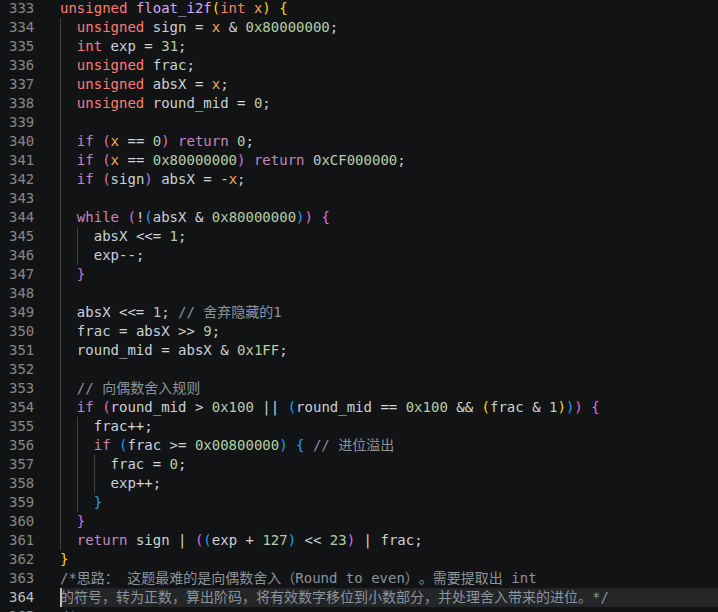 333 unsigned float_i2f(int x) {
334   unsigned sign = x & 0x80000000;
335   int exp = 31;
336   unsigned frac;
337   unsigned absX = x;
338   unsigned round_mid = 0;
339
340   if (x == 0) return 0;
341   if (x == 0x80000000) return 0xCF000000;
342   if (sign) absX = -x;
343
344   while (!(absX & 0x80000000)) {
345     absX <<= 1;
346     exp--;
347   }
348
349   absX <<= 1; // 舍弃隐藏的1
350   frac = absX >> 9;
351   round_mid = absX & 0x1FF;
352
353   // 向偶数舍入规则
354   if (round_mid > 0x100 || (round_mid == 0x100 && (frac & 1))) {
355     frac++;
356     if (frac >= 0x00800000) { // 进位溢出
357       frac = 0;
358       exp++;
359     }
360   }
361   return sign | ((exp + 127) << 23) | frac;
362 }
363 /*思路： 这题最难的是向偶数舍入（Round to even）。需要提取出 int
364 的符号，转为正数，算出阶码，将有效数字移位到小数部分，并处理舍入带来的进位。*/